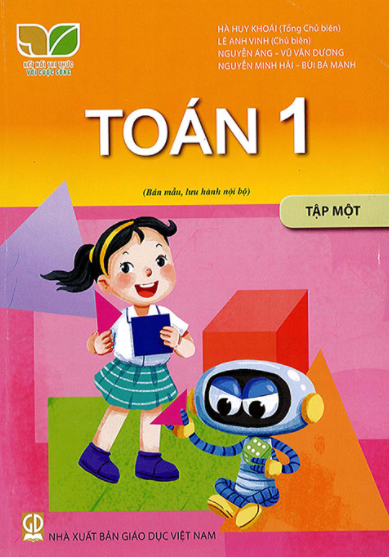 HÀ HUY KHOÁI (Tổng Chủ biên)
LÊ ANH VINH (Chủ biên)
NGUYỄN ÁNG – VŨ VĂN DƯƠNG
NGUYỄN MINH HẢI – BÙI BÁ MẠNH
KẾT NỐI TRI THỨC
VỚI CUỘC SỐNG
TOÁN 1
(Bản mẫu, lưu hành nội bộ)
TẬP MỘT
GD
NHÀ XUẤT BẢN GIÁO DỤC VIỆT NAM